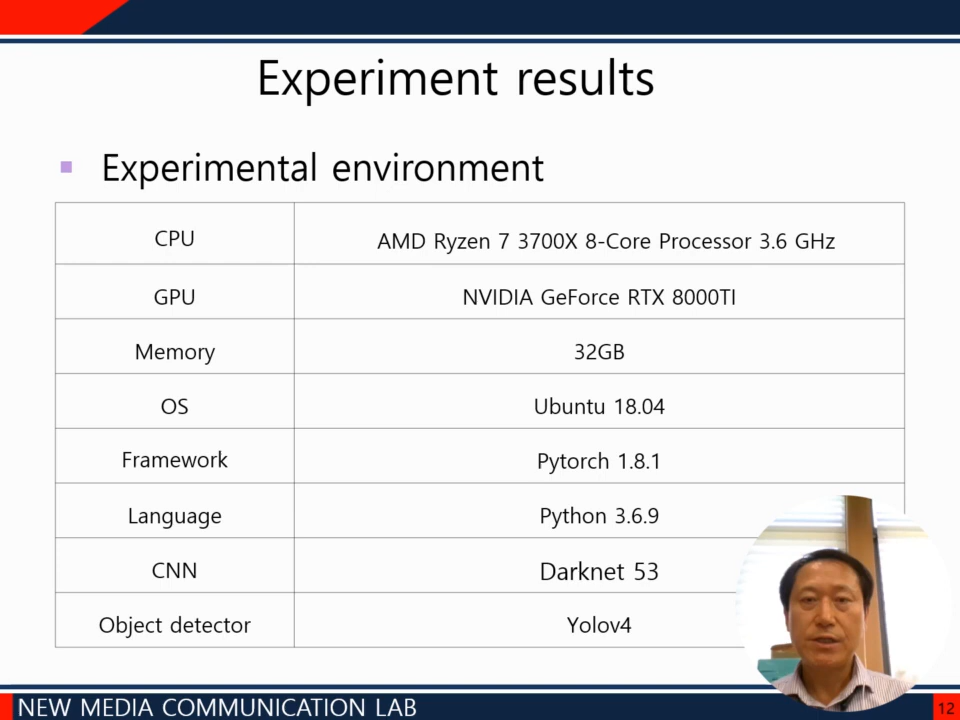 Experiment results
Experimental environment
CPU AMD Ryzen 7 3700X 8-Core Processor 3.6 GHz
GPU NVIDIA GeForce RTX 8000TI
Memory 32GB
OS Ubuntu 18.04
Framework Pytorch 1.8.1
Language Python 3.6.9
CNN Darknet 53
Object detector Yolov4
NEW MEDIA COMMUNICATION LAB 12